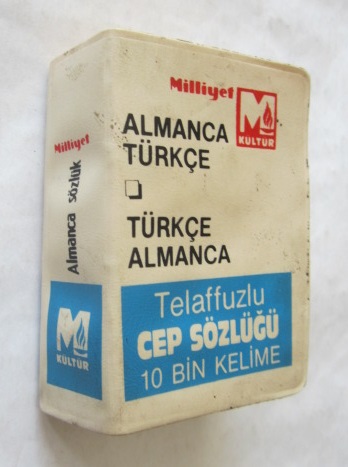 Milliyet
M
KÜLTÜR
ALMANCA
TÜRKÇE
TÜRKÇE
ALMANCA
Telaffuzlu
CEP SÖZLÜĞÜ
10 BİN KELİME
Milliyet
Almanca sözlük
M
KÜLTÜR